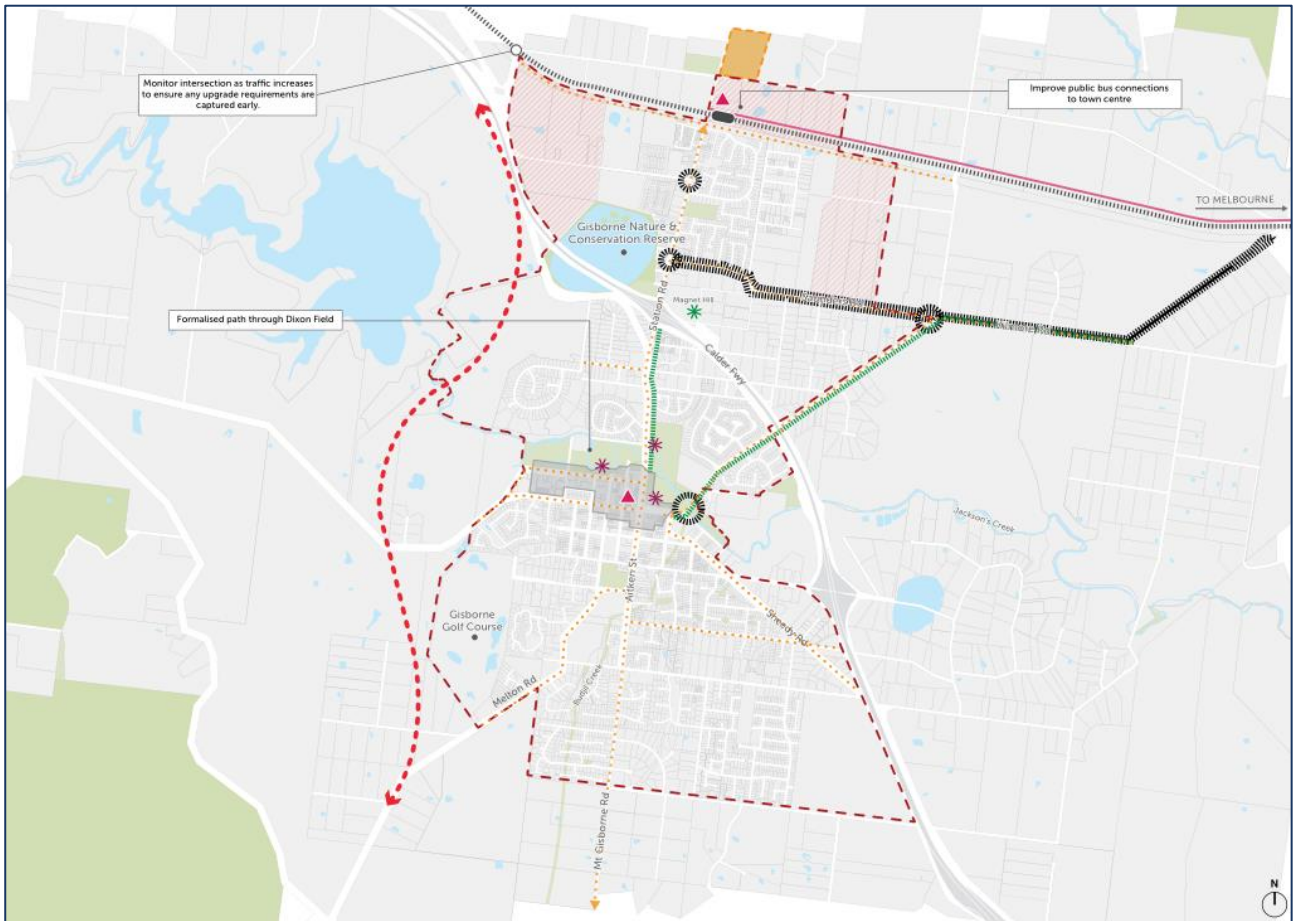 Monitor intersection as traffic increases
to ensure any upgrade requirements are
captured early.
Improve public bus connections
to town centre
TO MELBOURNE
Gisborne Nature &
Conservation Reserve
Station Rd
Magnet Hill
Formalised path through Dixon Field
Calder Fwy
Jackson's Creek
Aitken St
Gisborne
Golf Course
Sheedy Rd
Melton Rd
Budjil Creek
Mt Gisborne Rd
N